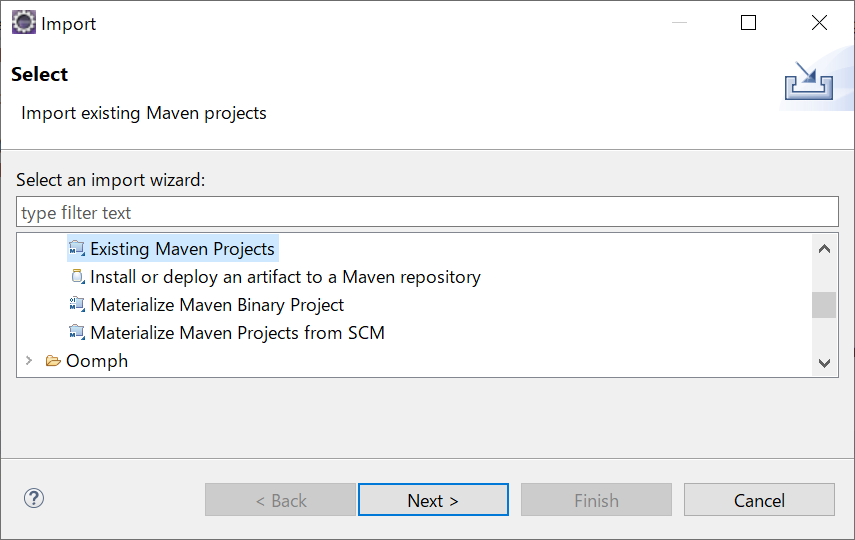 Import
Select
Import existing Maven projects
Select an import wizard:
type filter text
Existing Maven Projects
Install or deploy an artifact to a Maven repository
Materialize Maven Binary Project
Materialize Maven Projects from SCM
Oomph
< Back Next > Finish Cancel